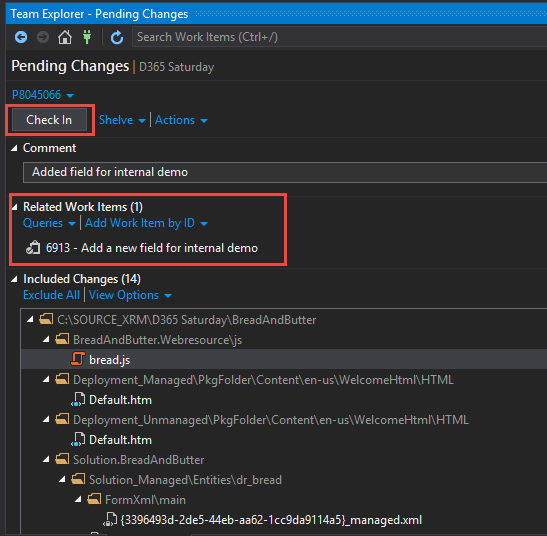 Team Explorer - Pending Changes
Search Work Items (Ctrl+/)
Pending Changes | D365 Saturday
P8045066
Check In Shelve | Actions
Comment
Added field for internal demo
Related Work Items (1)
Queries | Add Work Item by ID
6913 - Add a new field for internal demo
Included Changes (14)
Exclude All | View Options
C:\SOURCE_XRM\D365 Saturday\BreadAndButter
BreadAndButter.Webresource\js
bread.js
Deployment_Managed\PkgFolder\Content\en-us\WelcomeHtml\HTML
Default.htm
Deployment_Unmanaged\PkgFolder\Content\en-us\WelcomeHtml\HTML
Default.htm
Solution.BreadAndButter
Solution_Managed\Entities\dr_bread
FormXml\main
{3396493d-2de5-44eb-aa62-1cc9da9114a5}_managed.xml